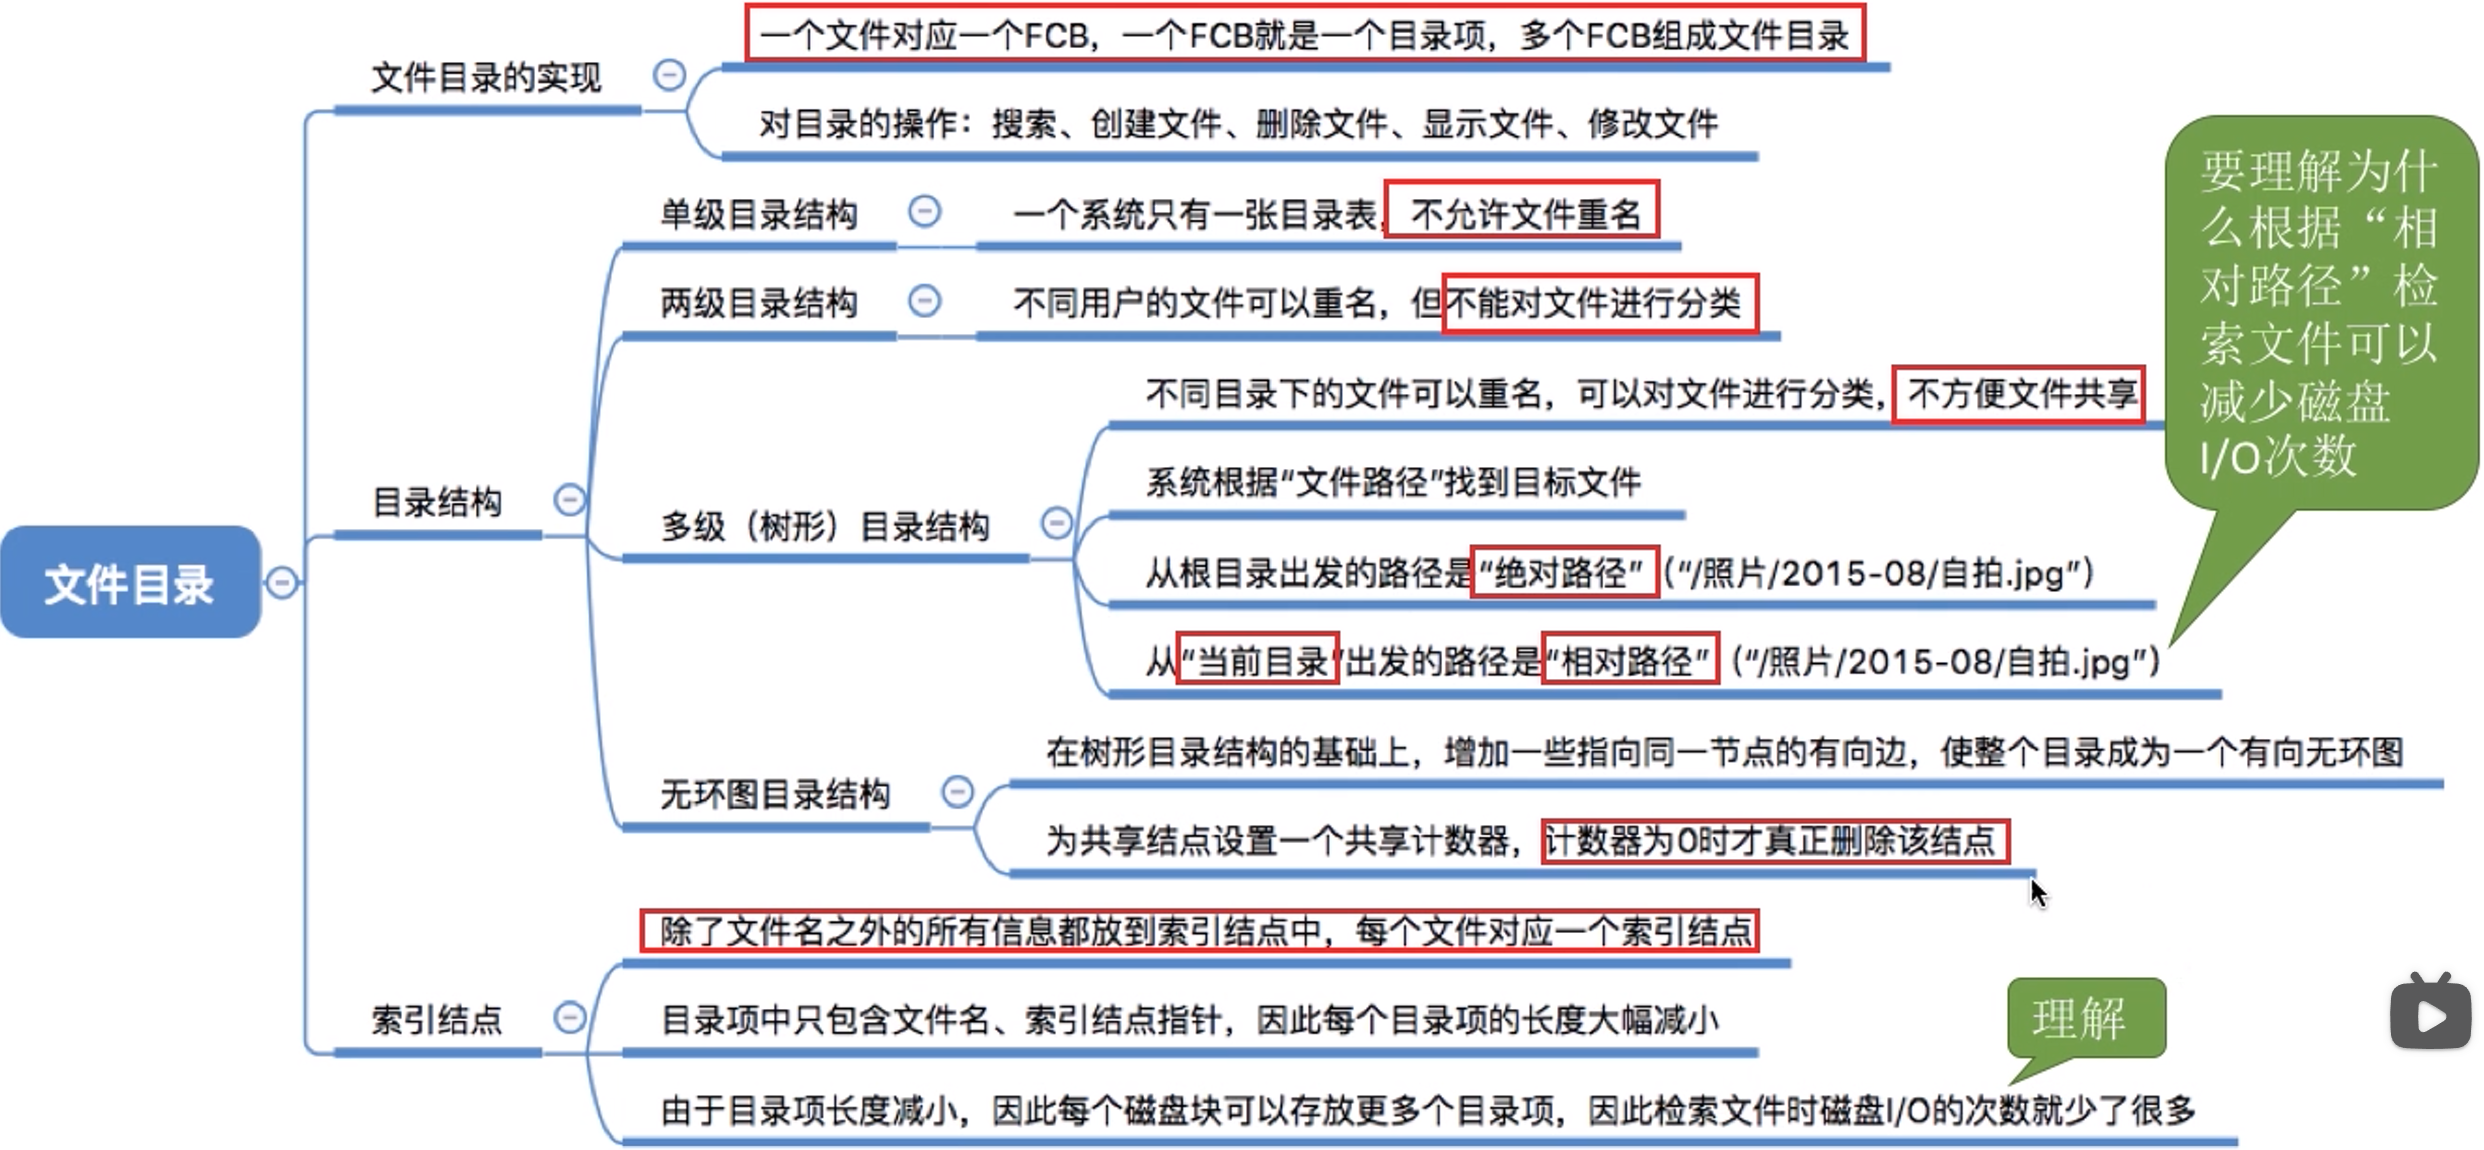 文件目录
文件目录的实现
一个文件对应一个FCB，一个FCB就是一个目录项，多个FCB组成文件目录
对目录的操作：搜索、创建文件、删除文件、显示文件、修改文件
目录结构
单级目录结构
一个系统只有一张目录表，不允许文件重名
两级目录结构
不同用户的文件可以重名，但不能对文件进行分类
多级（树形）目录结构
不同目录下的文件可以重名，可以对文件进行分类，不方便文件共享
系统根据“文件路径”找到目标文件
从根目录出发的路径是“绝对路径”（“/照片/2015-08/自拍.jpg”）
从“当前目录”出发的路径是“相对路径”（“/照片/2015-08/自拍.jpg”）
要理解为什
么根据“相
对路径”检
索文件可以
减少磁盘
I/O次数
无环图目录结构
在树形目录结构的基础上，增加一些指向同一节点的有向边，使整个目录成为一个有向无环图
为共享结点设置一个共享计数器，计数器为0时才真正删除该结点
索引结点
除了文件名之外的所有信息都放到索引结点中，每个文件对应一个索引结点
目录项中只包含文件名、索引结点指针，因此每个目录项的长度大幅减小
由于目录项长度减小，因此每个磁盘块可以存放更多个目录项，因此检索文件时磁盘I/O的次数就少了很多
理解